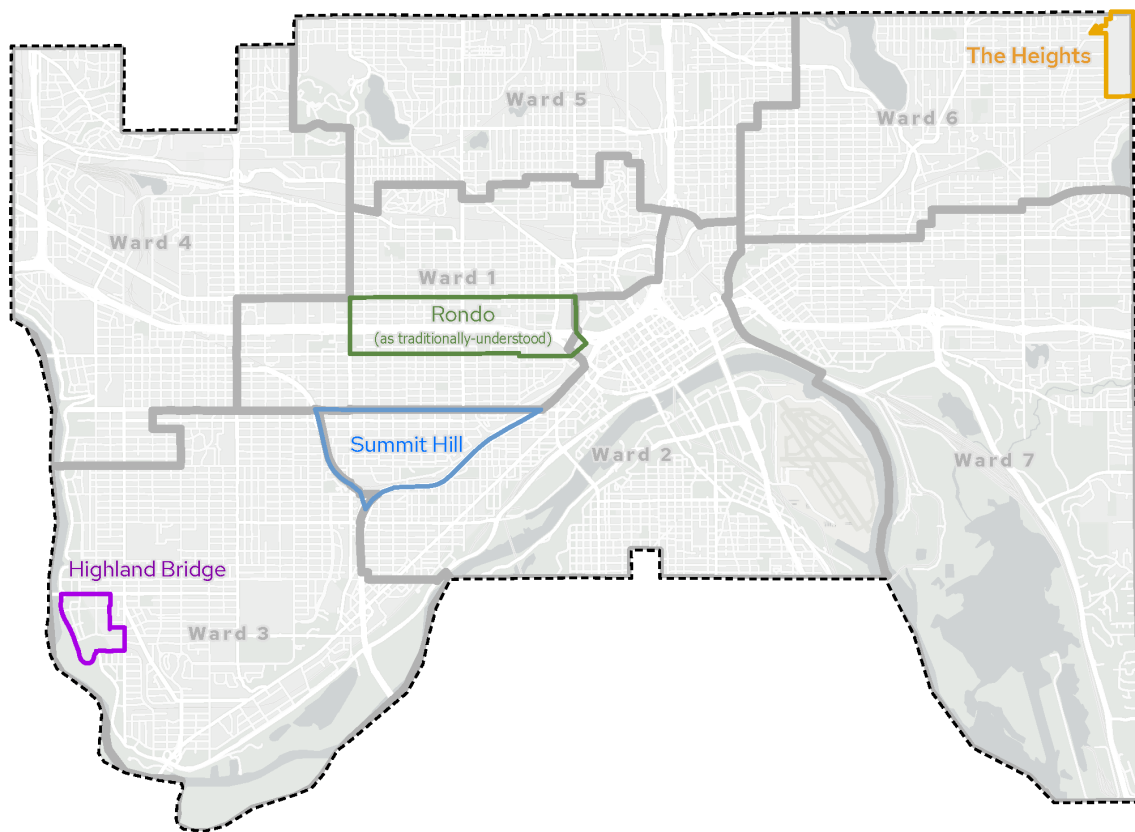 The Heights
Ward 5
Ward 6
Ward 4
Ward 1
Rondo
(as traditionally-understood)
Summit Hill
Ward 2
Ward 7
Highland Bridge
Ward 3